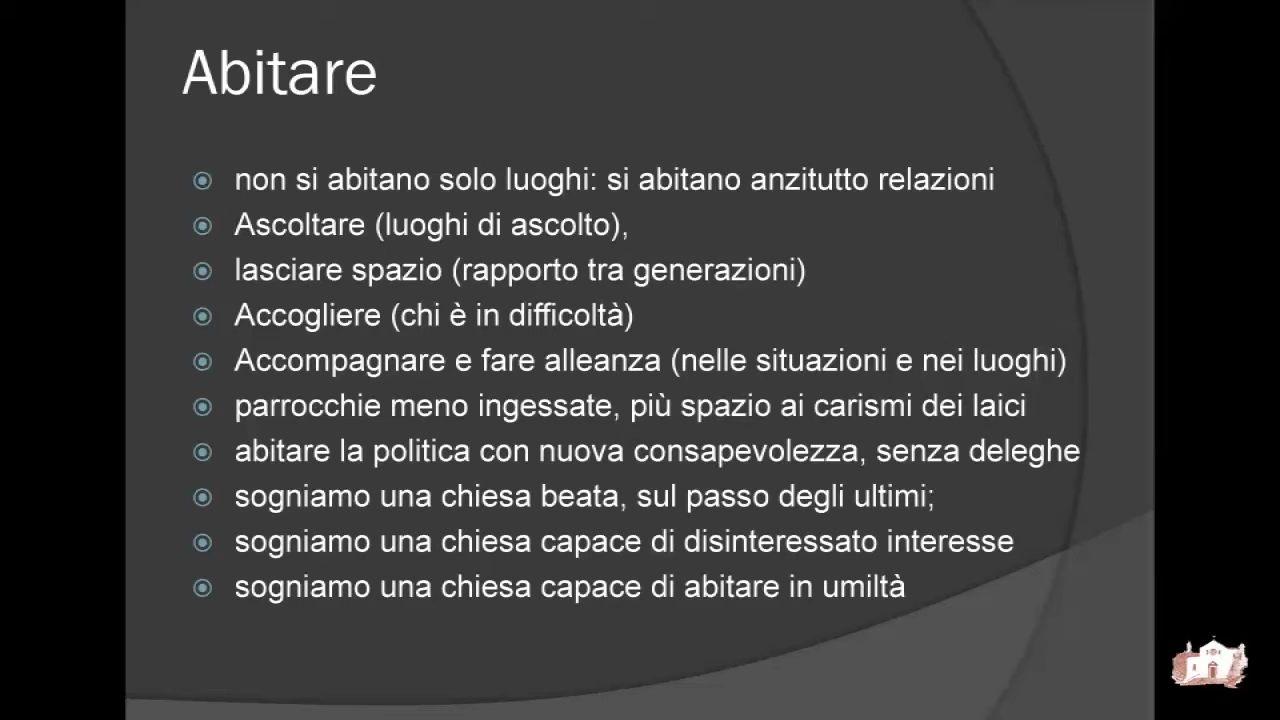 Abitare
non si abitano solo luoghi: si abitano anzitutto relazioni
Ascoltare (luoghi di ascolto),
lasciare spazio (rapporto tra generazioni)
Accogliere (chi è in difficoltà)
Accompagnare e fare alleanza (nelle situazioni e nei luoghi)
parrocchie meno ingessate, più spazio ai carismi dei laici
abitare la politica con nuova consapevolezza, senza deleghe
sogniamo una chiesa beata, sul passo degli ultimi;
sogniamo una chiesa capace di disinteressato interesse
sogniamo una chiesa capace di abitare in umiltà